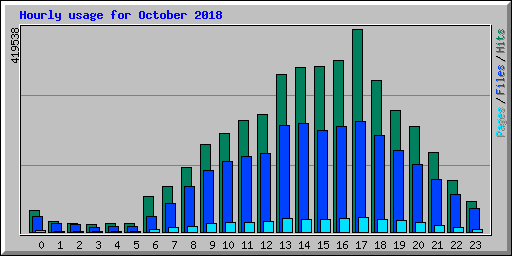 Hourly usage for October 2018
419538
Pages / Files / Hits
0 1 2 3 4 5 6 7 8 9 10 11 12 13 14 15 16 17 18 19 20 21 22 23